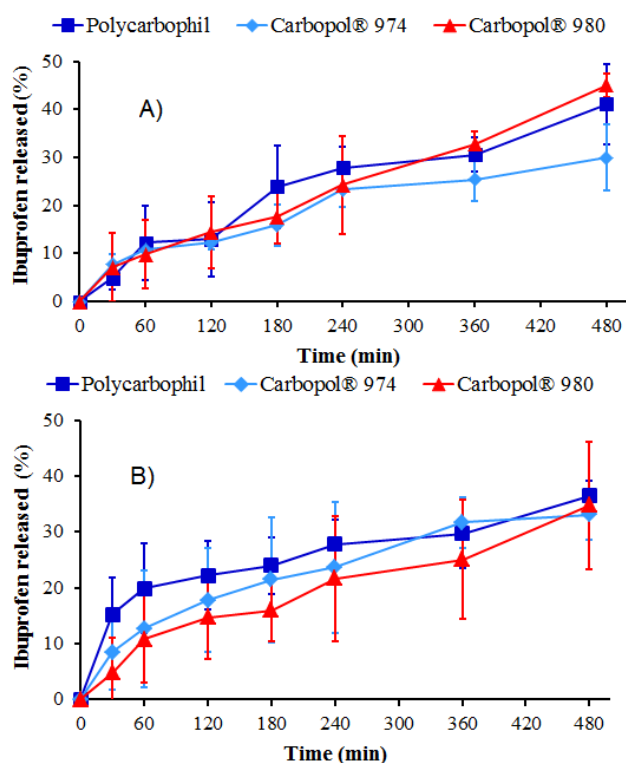 Polycarbophil Carbopol® 974 Carbopol® 980
50
A)
40
30
20
10
0
Ibuprofen released (%)
0 60 120 180 240 300 360 420 480
Time (min)
Polycarbophil Carbopol® 974 Carbopol® 980
50
B)
40
30
20
10
0
Ibuprofen released (%)
0 60 120 180 240 300 360 420 480
Time (min)